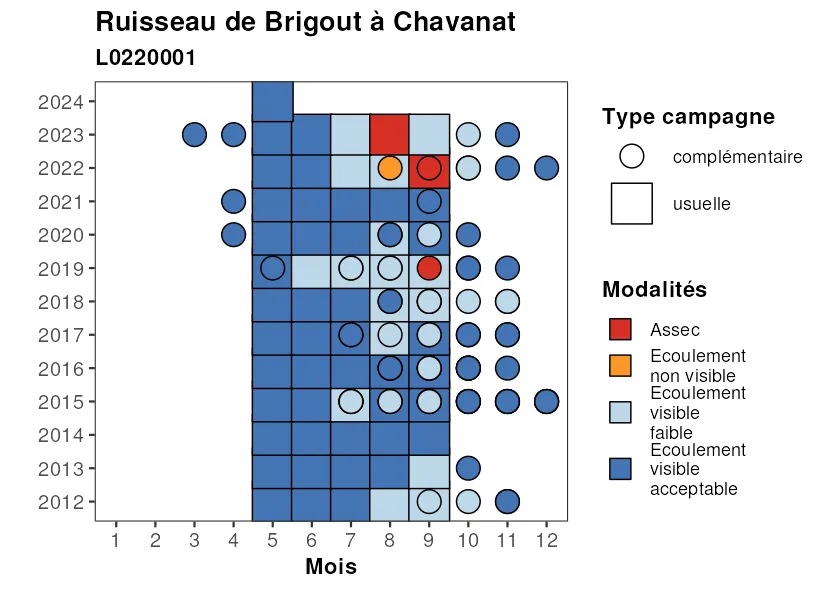 Ruisseau de Brigout à Chavanat
L0220001
2024
2023
2022
2021
2020
2019
2018
2017
2016
2015
2014
2013
2012
1 2 3 4 5 6 7 8 9 10 11 12
Mois
Type campagne
complémentaire
usuelle
Modalités
Assec
Ecoulement
non visible
Ecoulement
visible
faible
Ecoulement
visible
acceptable